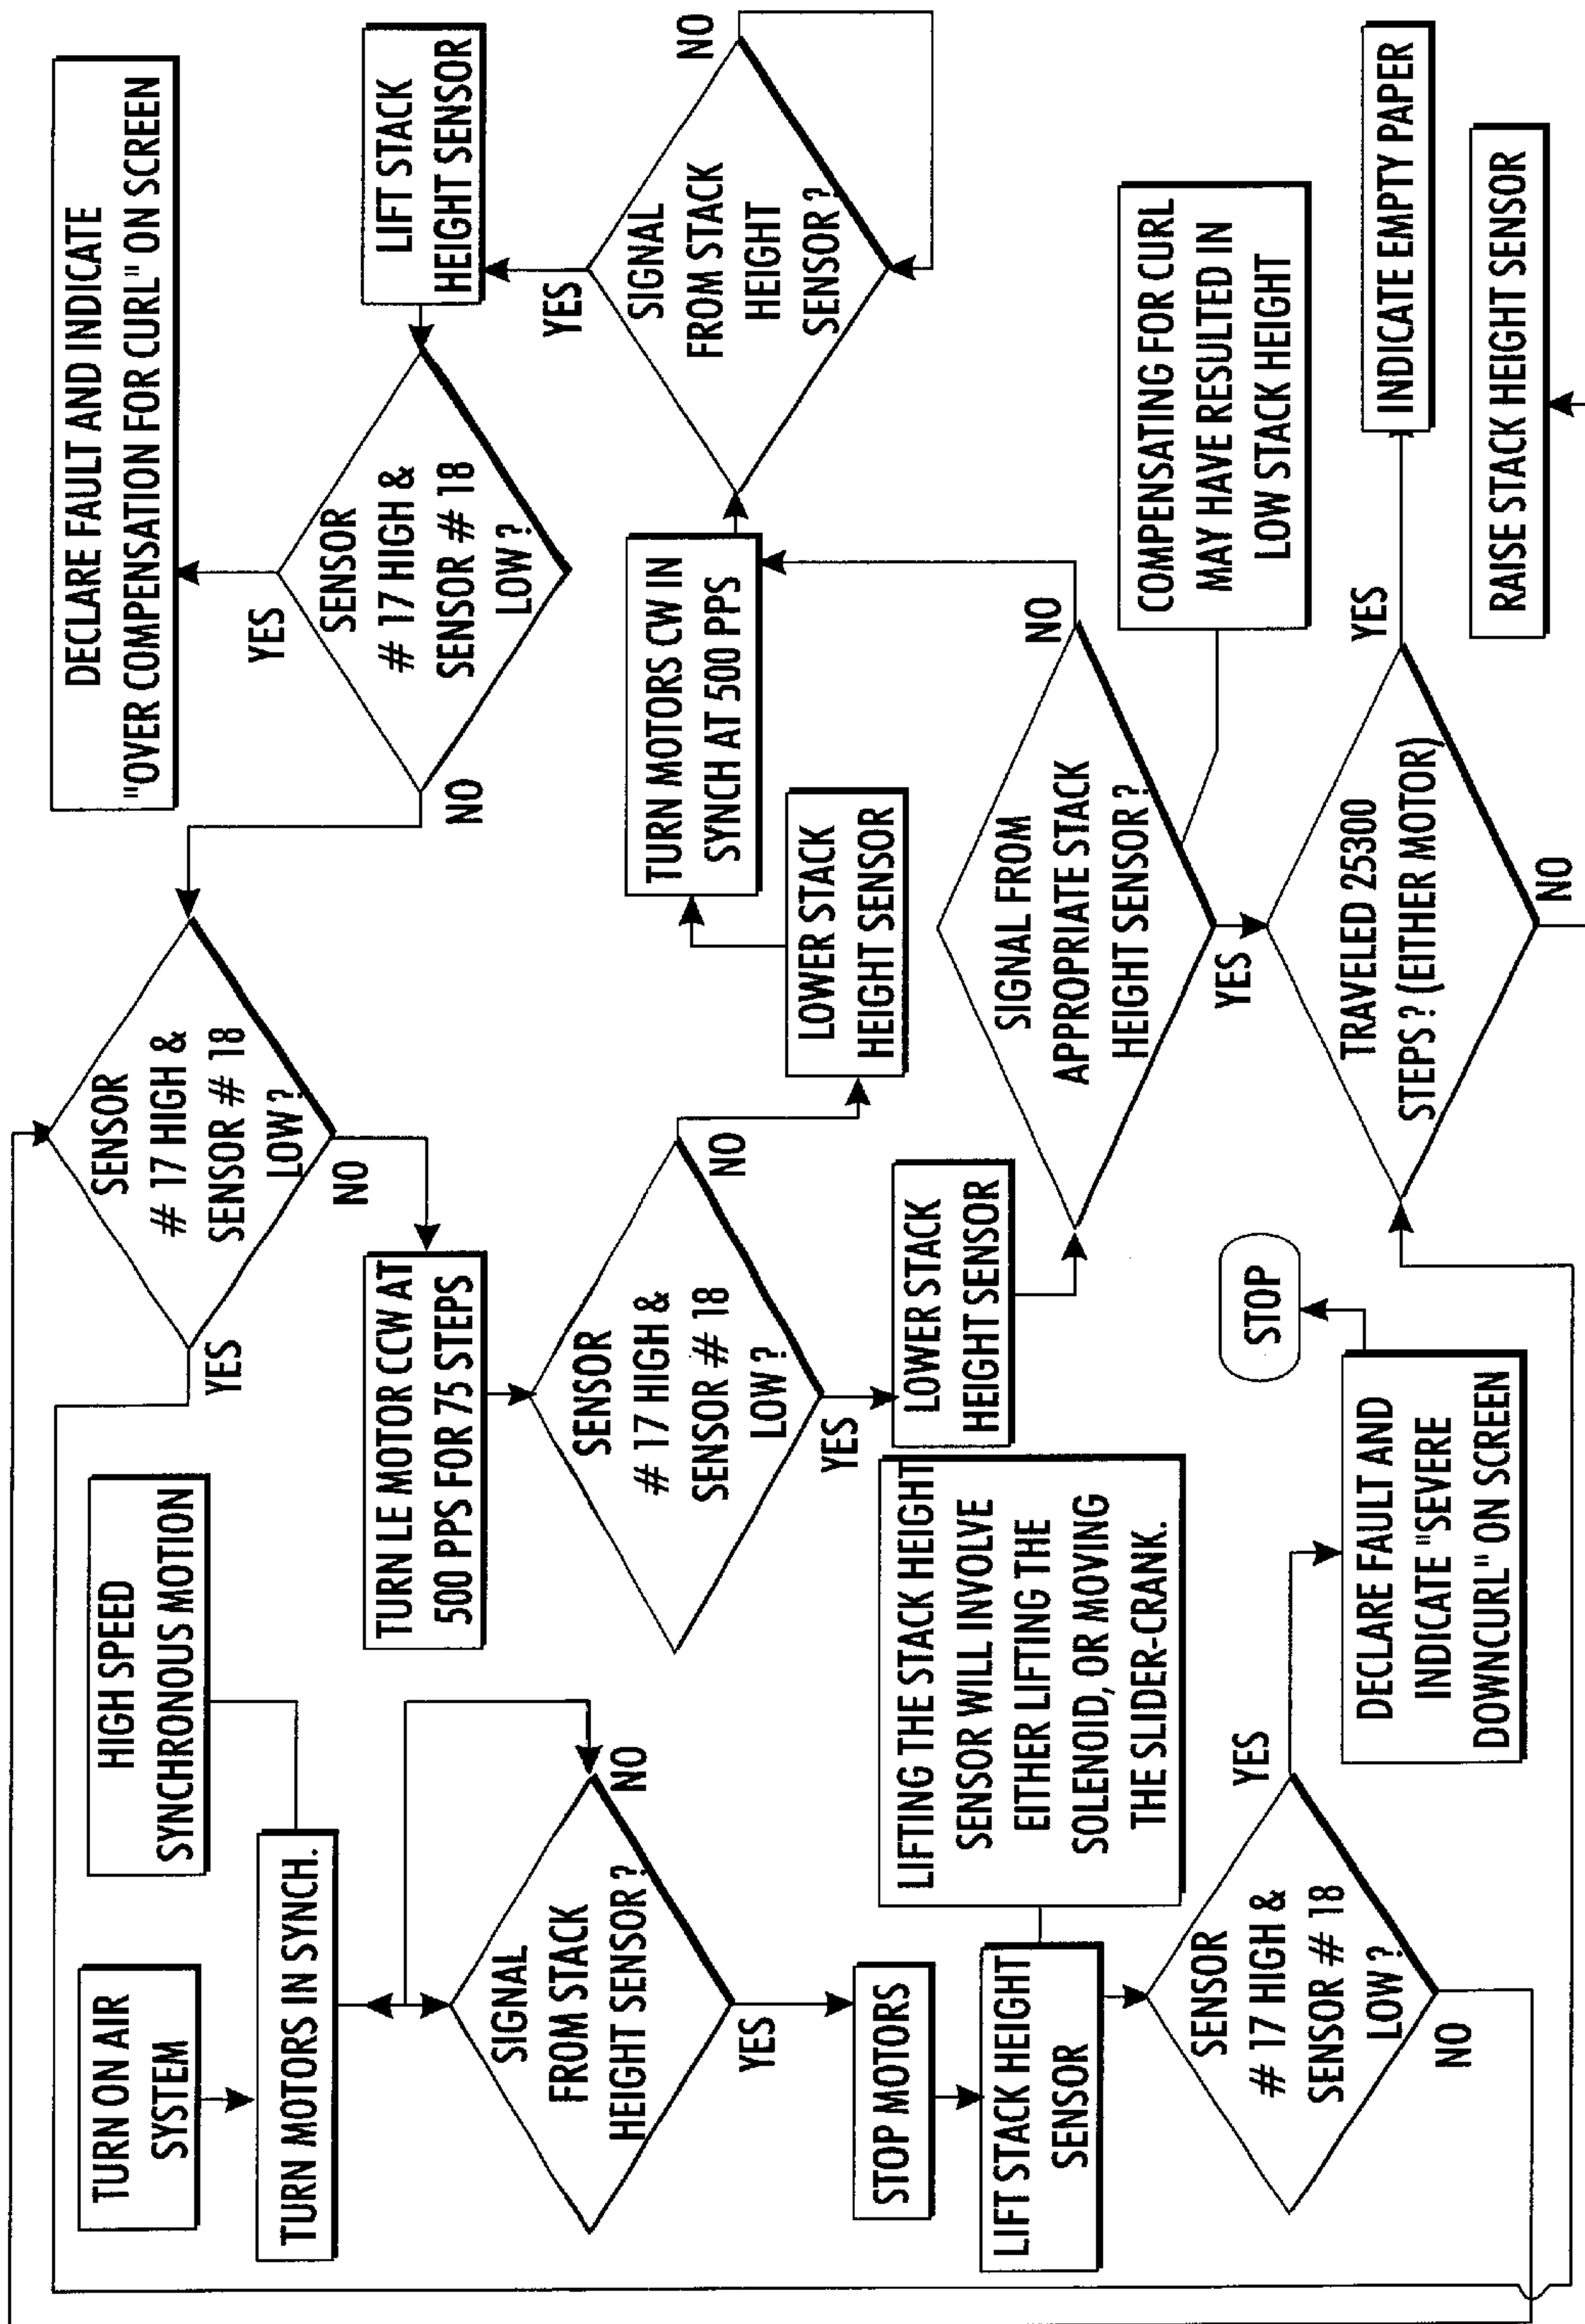 TURN ON AIR
SYSTEM
TURN MOTORS IN SYNCH.
HIGH SPEED
SYNCHRONOUS MOTION
SIGNAL
FROM STACK
HEIGHT SENSOR ?
NO
YES
STOP MOTORS
LIFT STACK HEIGHT
SENSOR
LIFTING THE STACK HEIGHT
SENSOR WILL INVOLVE
EITHER LIFTING THE
SOLENOID, OR MOVING
THE SLIDER-CRANK.
SENSOR
# 17 HIGH &
SENSOR # 18
LOW ?
YES
NO
DECLARE FAULT AND
INDICATE "SEVERE
DOWNCURL" ON SCREEN
STOP
SENSOR
# 17 HIGH &
SENSOR # 18
LOW ?
YES
NO
TURN LE MOTOR CCW AT
500 PPS FOR 75 STEPS
SENSOR
# 17 HIGH &
SENSOR # 18
LOW ?
NO
YES
LOWER STACK
HEIGHT SENSOR
LOWER STACK
HEIGHT SENSOR
TURN MOTORS CW IN
SYNCH AT 500 PPS
SIGNAL FROM
APPROPRIATE STACK
HEIGHT SENSOR ?
NO
YES
COMPENSATING FOR CURL
MAY HAVE RESULTED IN
LOW STACK HEIGHT
TRAVELED 25300
STEPS ? (EITHER MOTOR)
YES
NO
INDICATE EMPTY PAPER
RAISE STACK HEIGHT SENSOR
SIGNAL
FROM STACK
HEIGHT
SENSOR ?
NO
YES
LIFT STACK
HEIGHT SENSOR
SENSOR
# 17 HIGH &
SENSOR # 18
LOW ?
YES
NO
DECLARE FAULT AND INDICATE
"OVER COMPENSATION FOR CURL" ON SCREEN